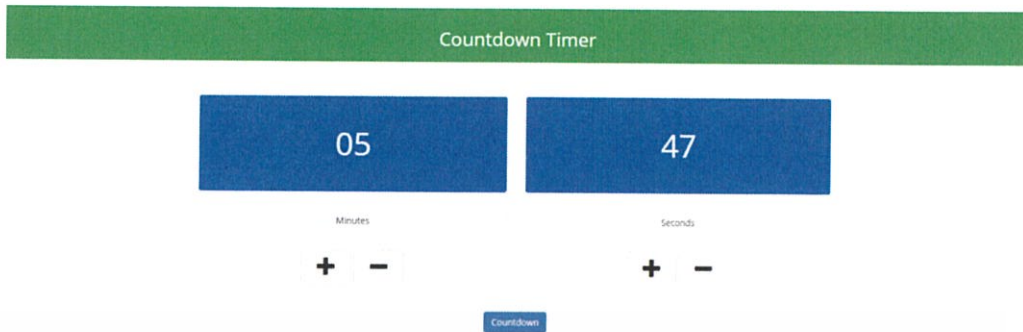 Countdown Timer
05 47
Minutes Seconds
+ − + −
Countdown